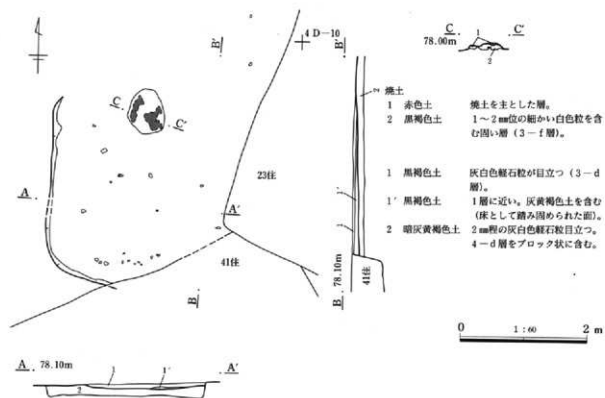 4 D-10
B'
C
C'
23住
A
A'
41住
B
A 78.10m
1
1'
A'
2
B'
2
1'
1
B 78.10m
41住
C
1
C'
78.00m
2
焼土
1 赤色土 焼土を主とした層。
2 黒褐色土 1〜2㎜位の細かい白色粒を含
む固い層(3-f層)。
1 黒褐色土 灰白色軽石粒が目立つ(3-d
層)。
1' 黒褐色土 1層に近い。灰黄褐色土を含む
(床として踏み固められた面)。
2 暗灰黄褐色土 2㎜程の灰白色軽石粒目立つ。
4-d層をブロック状に含む。
0 1:60 2 m